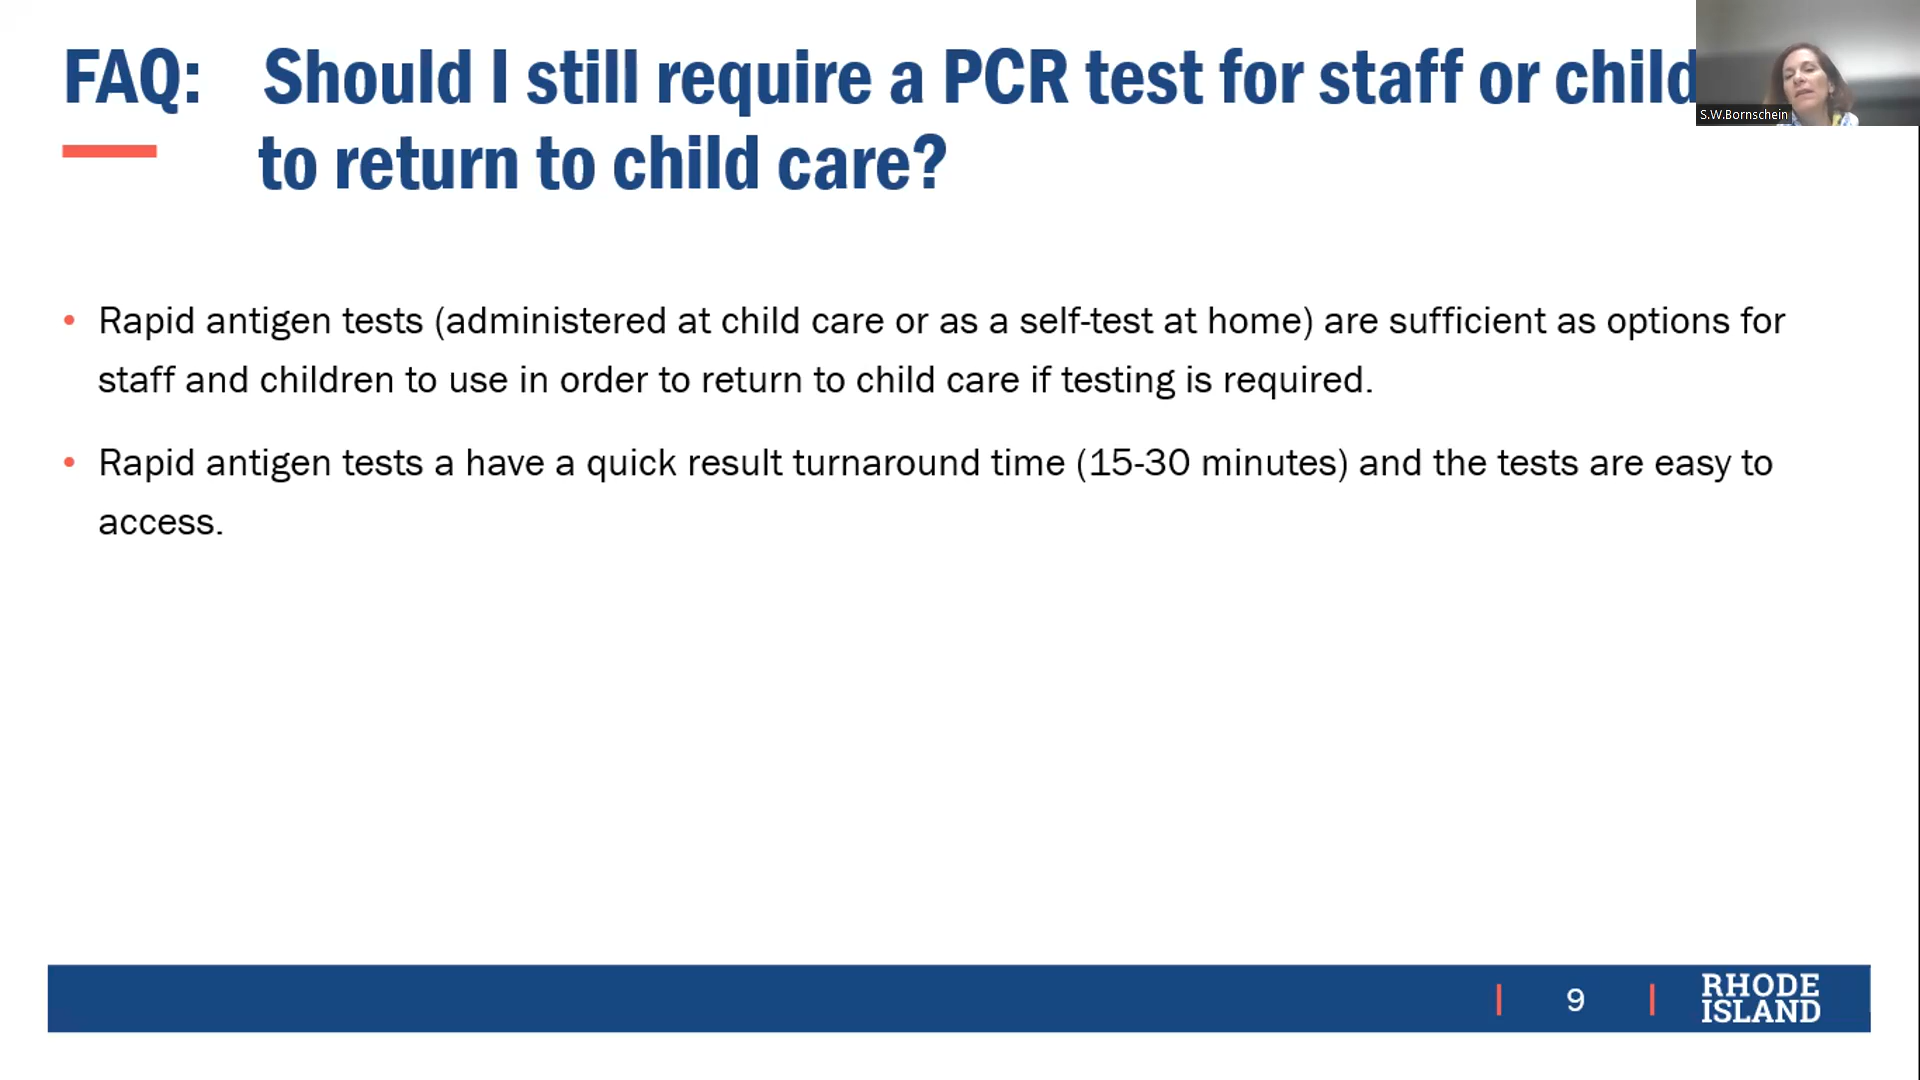 FAQ: Should I still require a PCR test for staff or child
to return to child care?
S.W.Bornschein
• Rapid antigen tests (administered at child care or as a self-test at home) are sufficient as options for
staff and children to use in order to return to child care if testing is required.
• Rapid antigen tests a have a quick result turnaround time (15-30 minutes) and the tests are easy to
access.
9
RHODE
ISLAND